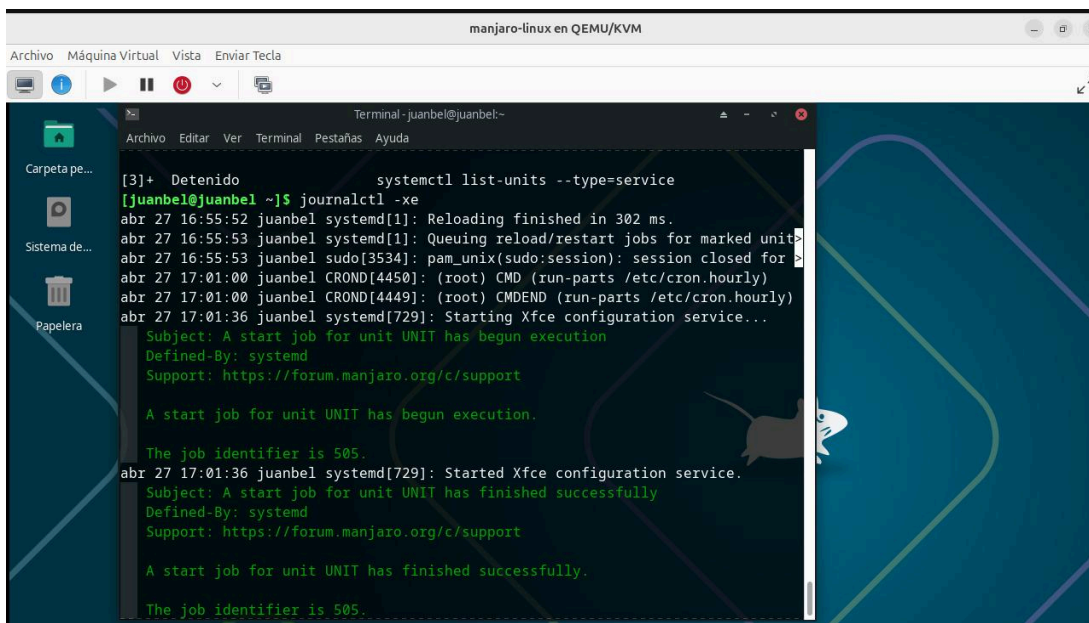 manjaro-linux en QEMU/KVM
Archivo Máquina Virtual Vista Enviar Tecla
Terminal - juanbel@juanbel:~
Archivo Editar Ver Terminal Pestañas Ayuda
Carpeta pe...
Sistema de...
Papelera
[3]+ Detenido systemctl list-units --type=service
[juanbel@juanbel ~]$ journalctl -xe
abr 27 16:55:52 juanbel systemd[1]: Reloading finished in 302 ms.
abr 27 16:55:53 juanbel systemd[1]: Queuing reload/restart jobs for marked unit>
abr 27 16:55:53 juanbel sudo[3534]: pam_unix(sudo:session): session closed for >
abr 27 17:01:00 juanbel CROND[4450]: (root) CMD (run-parts /etc/cron.hourly)
abr 27 17:01:00 juanbel CROND[4449]: (root) CMDEND (run-parts /etc/cron.hourly)
abr 27 17:01:36 juanbel systemd[729]: Starting Xfce configuration service...
Subject: A start job for unit UNIT has begun execution
Defined-By: systemd
Support: https://forum.manjaro.org/c/support
A start job for unit UNIT has begun execution.
The job identifier is 505.
abr 27 17:01:36 juanbel systemd[729]: Started Xfce configuration service.
Subject: A start job for unit UNIT has finished successfully
Defined-By: systemd
Support: https://forum.manjaro.org/c/support
A start job for unit UNIT has finished successfully.
The job identifier is 505.